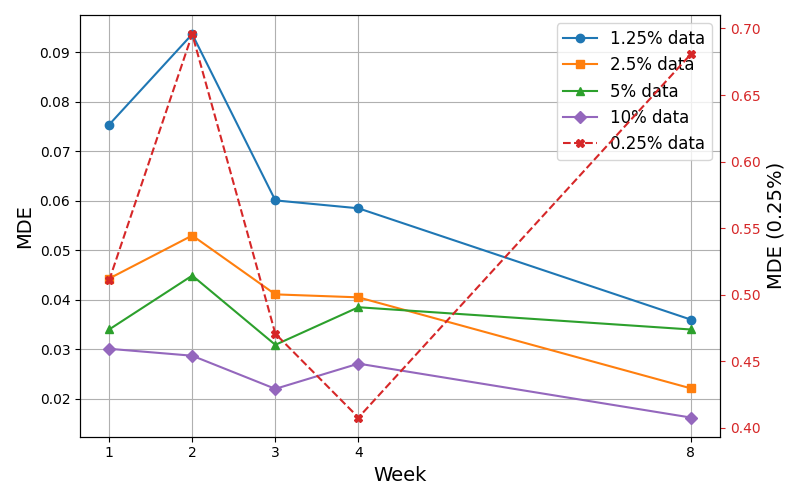 0.09
0.08
0.07
0.06
0.05
0.04
0.03
0.02
MDE
1
2
3
4
8
Week
1.25% data
2.5% data
5% data
10% data
0.25% data
0.70
0.65
0.60
0.55
0.50
0.45
0.40
MDE (0.25%)